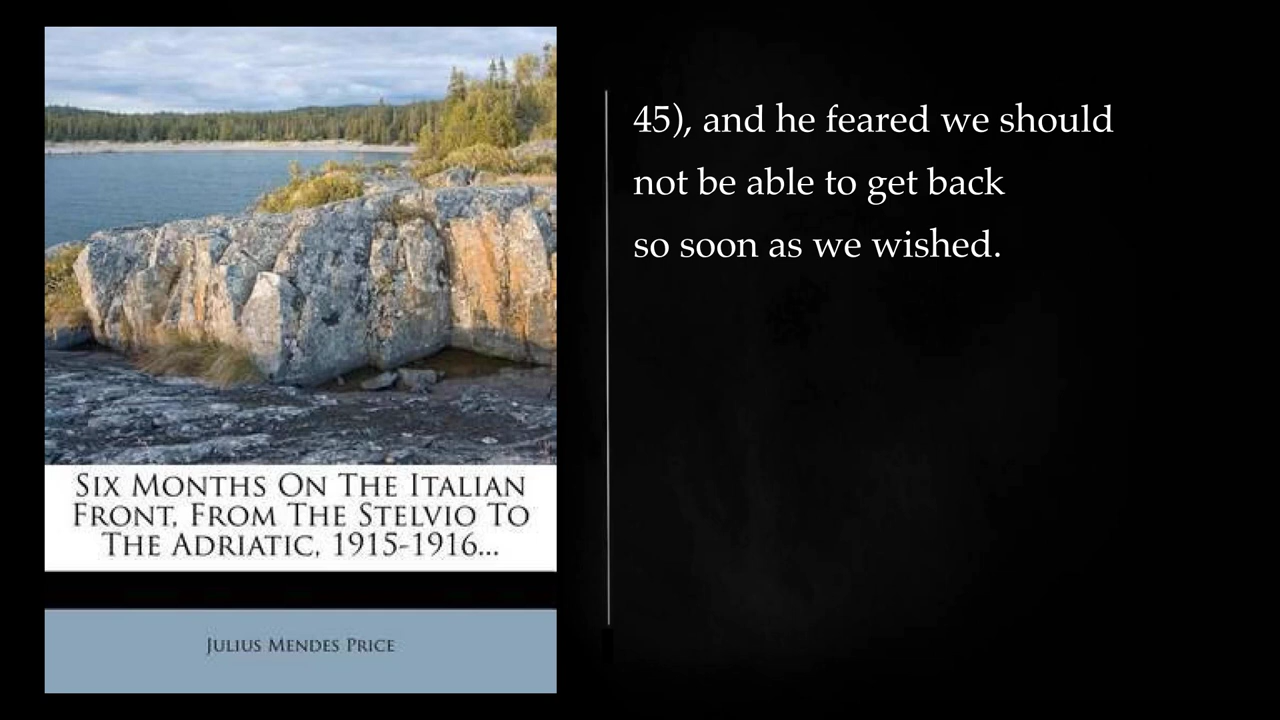 45), and he feared we should
not be able to get back
so soon as we wished.
Six Months On The Italian
Front, From The Stelvio To
The Adriatic, 1915-1916...
Julius Mendes Price